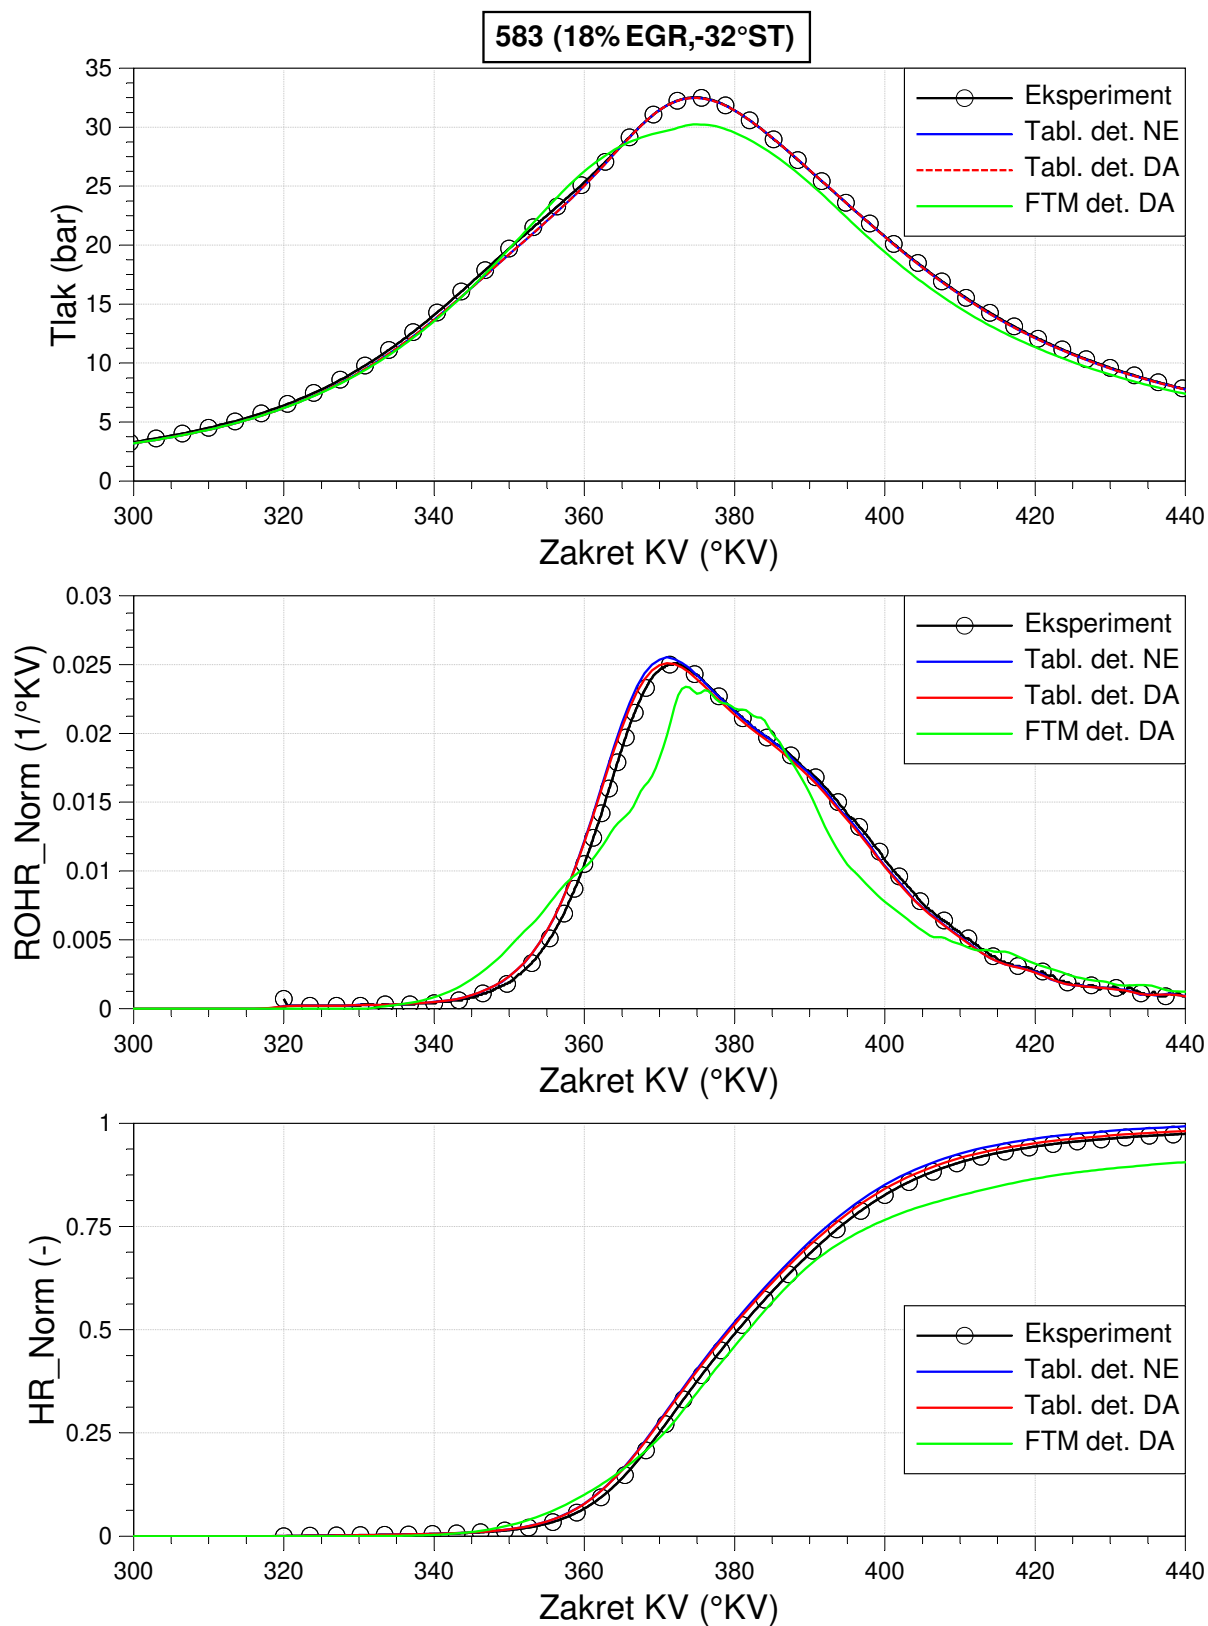 583 (18% EGR,-32°ST)
35
30
25
20
15
10
5
0
Tlak (bar)
Eksperiment
Tabl. det. NE
Tabl. det. DA
FTM det. DA
300 320 340 360 380 400 420 440
Zakret KV (°KV)
0.03
0.025
0.02
0.015
0.01
0.005
0
ROHR_Norm (1/°KV)
Eksperiment
Tabl. det. NE
Tabl. det. DA
FTM det. DA
300 320 340 360 380 400 420 440
Zakret KV (°KV)
1
0.75
0.5
0.25
0
HR_Norm (-)
Eksperiment
Tabl. det. NE
Tabl. det. DA
FTM det. DA
300 320 340 360 380 400 420 440
Zakret KV (°KV)